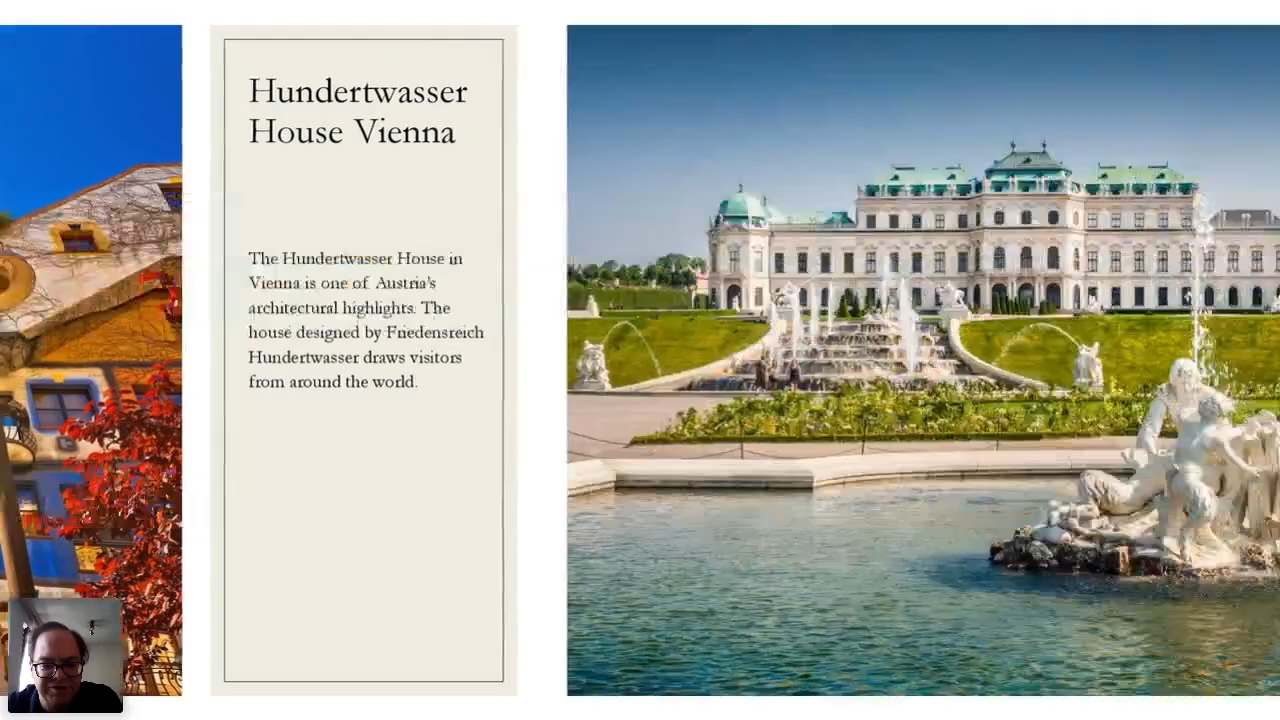 Hundertwasser
House Vienna
The Hundertwasser House in
Vienna is one of Austria's
architectural highlights. The
house designed by Friedensreich
Hundertwasser draws visitors
from around the world.